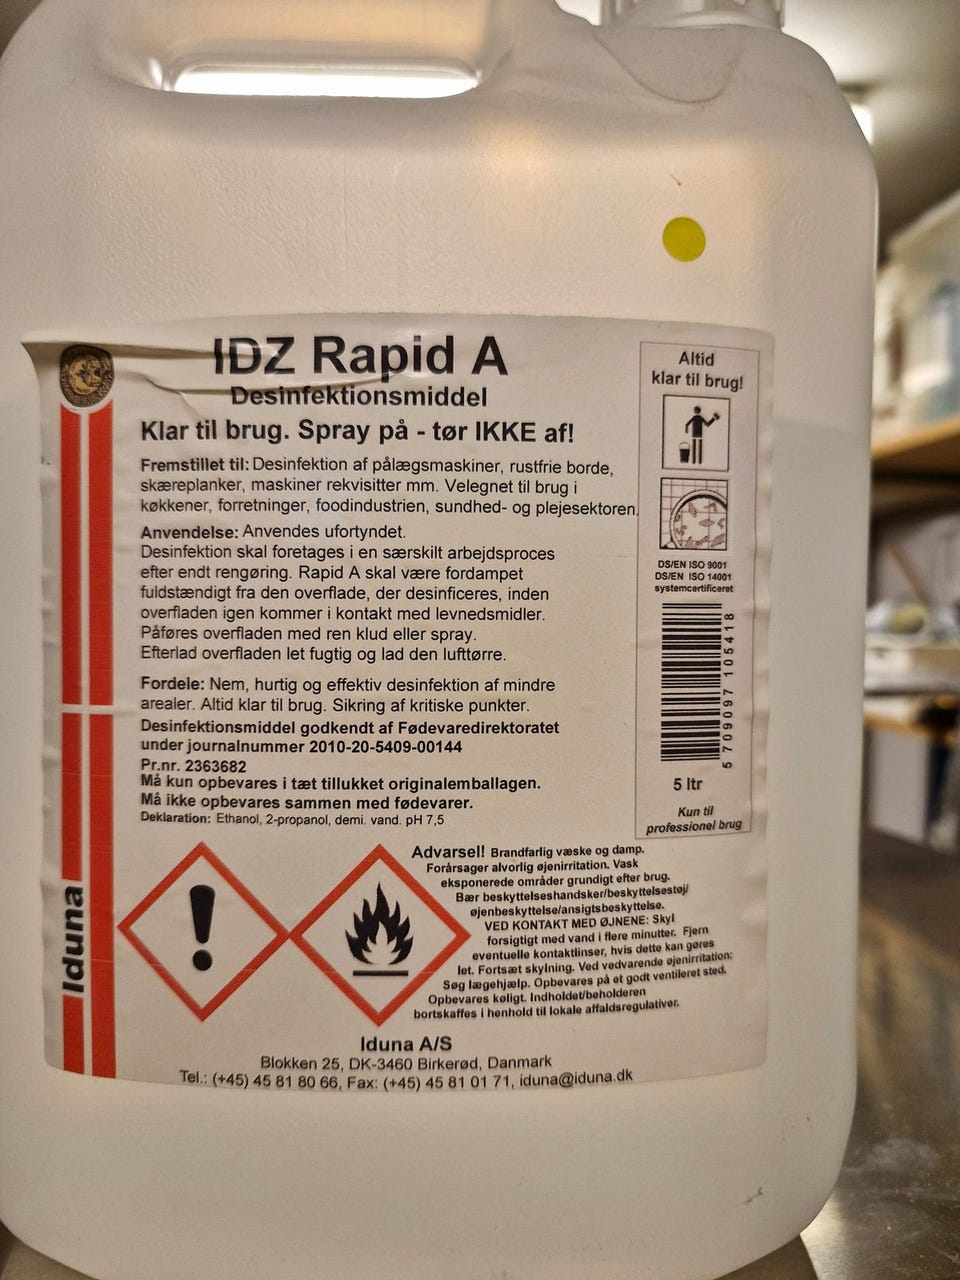 IDZ Rapid A
Desinfektionsmiddel
Klar til brug. Spray på - tør IKKE af!
Fremstillet til: Desinfektion af pålægsmaskiner, rustfrie borde,
skæreplanker, maskiner rekvisitter mm. Velegnet til brug i
køkkener, forretninger, foodindustrien, sundhed- og plejesektoren.
Anvendelse: Anvendes ufortyndet.
Desinfektion skal foretages i en særskilt arbejdsproces
efter endt rengøring. Rapid A skal være fordampet
fuldstændigt fra den overflade, der desinficeres, inden
overfladen igen kommer i kontakt med levnedsmidler.
Påføres overfladen med ren klud eller spray.
Efterlad overfladen let fugtig og lad den lufttørre.
Fordele: Nem, hurtig og effektiv desinfektion af mindre
arealer. Altid klar til brug. Sikring af kritiske punkter.
Desinfektionsmiddel godkendt af Fødevaredirektoratet
under journalnummer 2010-20-5409-00144
Pr.nr. 2363682
Må kun opbevares i tæt tillukket originalemballagen.
Må ikke opbevares sammen med fødevarer.
Deklaration: Ethanol, 2-propanol, demi. vand. pH 7,5
Altid
klar til brug!
DS/EN ISO 9001
DS/EN ISO 14001
systemcertificeret
5 709097 105418
5 ltr
Kun til
professionel brug
Advarsel! Brandfarlig væske og damp.
Forårsager alvorlig øjenirritation. Vask
eksponerede områder grundigt efter brug.
Bær beskyttelseshandsker/beskyttelsestøj/
øjenbeskyttelse/ansigtsbeskyttelse.
VED KONTAKT MED ØJNENE: Skyl
forsigtigt med vand i flere minutter. Fjern
eventuelle kontaktlinser, hvis dette kan gøres
let. Fortsæt skylning. Ved vedvarende øjenirritation:
Søg lægehjælp. Opbevares på et godt ventileret sted.
Opbevares køligt. Indholdet/beholderen
bortskaffes i henhold til lokale affaldsregulativer.
Iduna
Iduna A/S
Blokken 25, DK-3460 Birkerød, Danmark
Tel.: (+45) 45 81 80 66, Fax: (+45) 45 81 01 71, iduna@iduna.dk